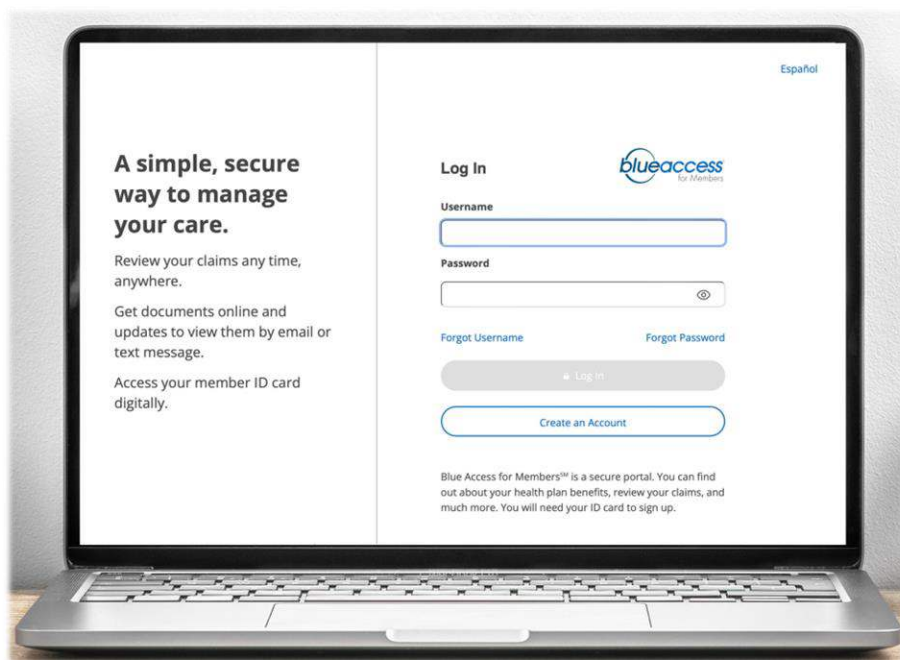 Español
A simple, secure
way to manage
your care.
Review your claims any time,
anywhere.
Get documents online and
updates to view them by email or
text message.
Access your member ID card
digitally.
Log In
blueaccess
for Members
Username
Password
Forgot Username
Forgot Password
Log in
Create an Account
Blue Access for Members℠ is a secure portal. You can find
out about your health plan benefits, review your claims, and
much more. You will need your ID card to sign up.